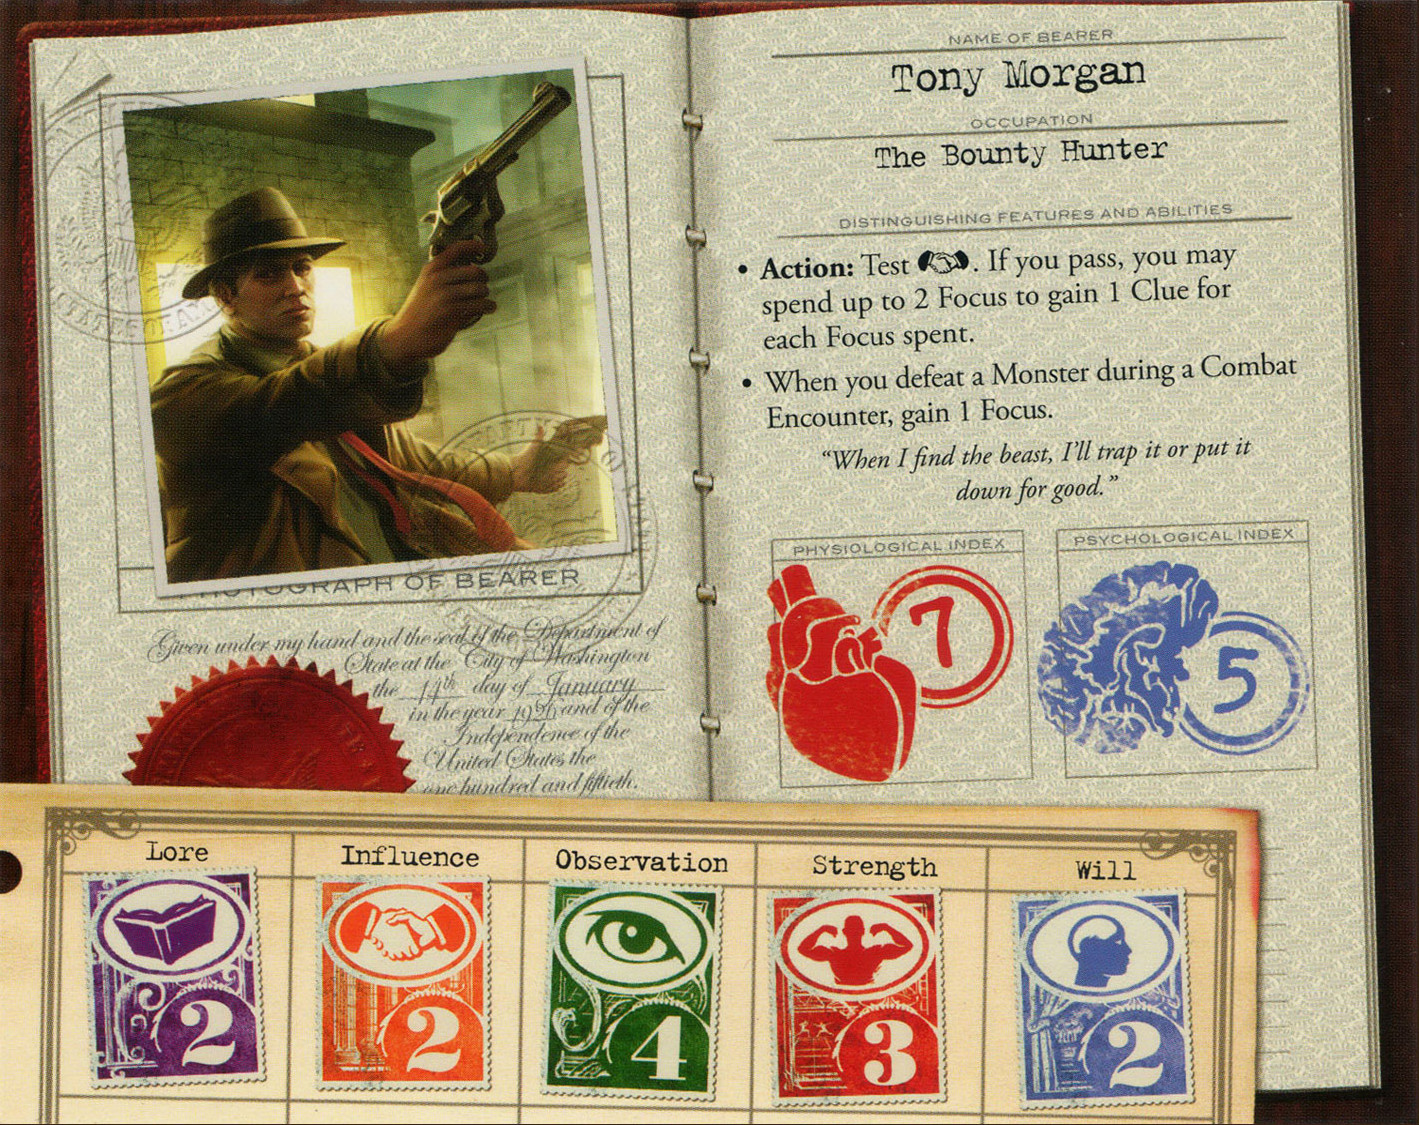 PHOTOGRAPH OF BEARER
Given under my hand and the seal of the Department of
State at the City of Washington
the 14th day of January
in the year 1926 and of the
Independence of the
United States the
one hundred and fiftieth.
NAME OF BEARER
Tony Morgan
OCCUPATION
The Bounty Hunter
DISTINGUISHING FEATURES AND ABILITIES
• Action: Test . If you pass, you may
spend up to 2 Focus to gain 1 Clue for
each Focus spent.
• When you defeat a Monster during a Combat
Encounter, gain 1 Focus.
“When I find the beast, I’ll trap it or put it
down for good.”
PHYSIOLOGICAL INDEX
7
PSYCHOLOGICAL INDEX
5
Lore
Influence
Observation
Strength
Will
2
2
4
3
2